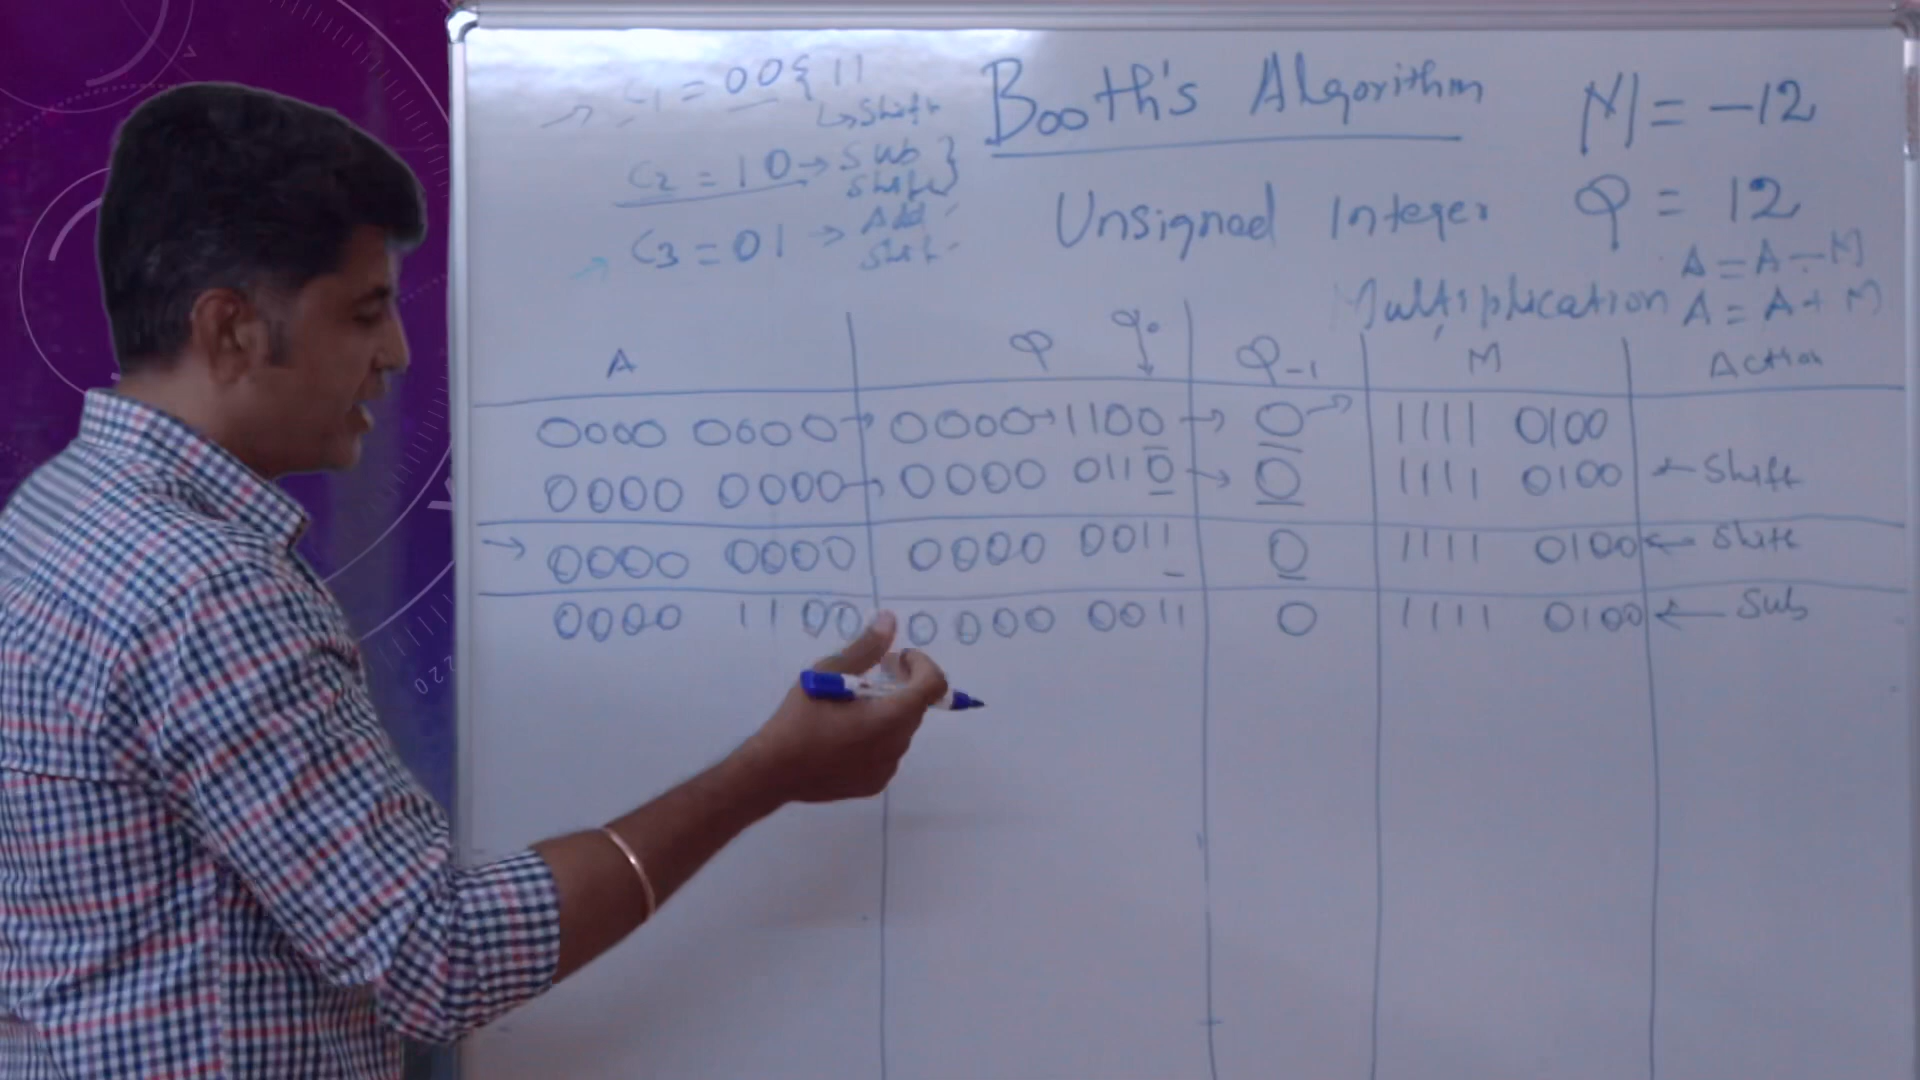 C1 = 00 { 11
↳ Shift
C2 = 10 → Sub }
Shift
C3 = 01 → Add
Shift
Booth's Algorithm
Unsigned Integer
Multiplication
M = -12
Q = 12
A = A - M
A = A + M
A Q q0 Q-1 M Action
0000 0000 → 0000 → 1100 → 0 → 1111 0100
0000 0000 → 0000 0110 → 0 1111 0100 ← Shift
→ 0000 0000 0000 0011 0 1111 0100 ← Shift
0000 1100 0000 0011 0 1111 0100 ← Sub